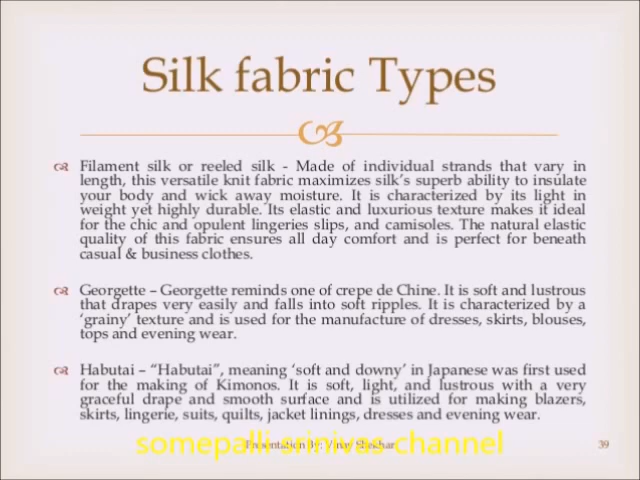 Silk fabric Types
Filament silk or reeled silk - Made of individual strands that vary in
length, this versatile knit fabric maximizes silk's superb ability to insulate
your body and wick away moisture. It is characterized by its light in
weight yet highly durable. Its elastic and luxurious texture makes it ideal
for the chic and opulent lingeries slips, and camisoles. The natural elastic
quality of this fabric ensures all day comfort and is perfect for beneath
casual & business clothes.
Georgette – Georgette reminds one of crepe de Chine. It is soft and lustrous
that drapes very easily and falls into soft ripples. It is characterized by a
'grainy' texture and is used for the manufacture of dresses, skirts, blouses,
tops and evening wear.
Habutai – "Habutai", meaning 'soft and downy' in Japanese was first used
for the making of Kimonos. It is soft, light, and lustrous with a very
graceful drape and smooth surface and is utilized for making blazers,
skirts, lingerie, suits, quilts, jacket linings, dresses and evening wear.
somepalli srinivas channel
Presentation By:
39